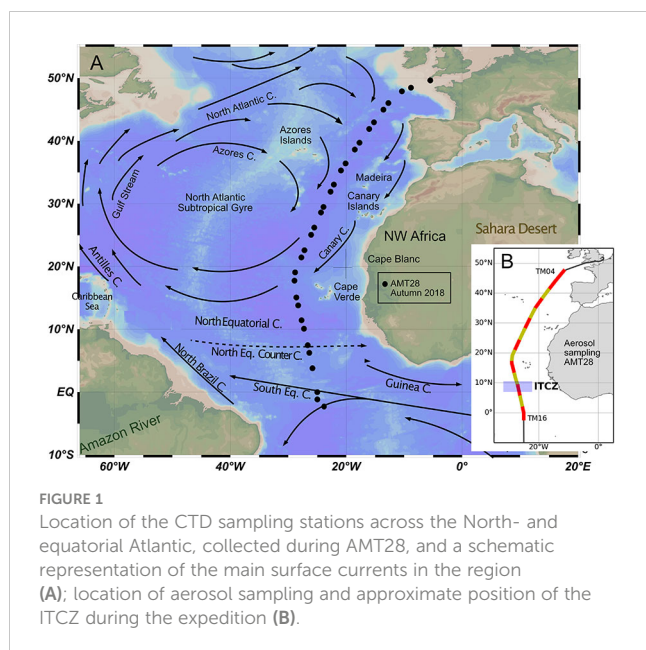 A
50°N
40°N
30°N
20°N
10°N
EQ
10°S
60°W
40°W
20°W
0°E
20°E
North Atlantic C.
Azores
Islands
Azores C.
Gulf Stream
North Atlantic
Subtropical Gyre
Madeira
Canary
Islands
Canary C.
NW Africa
Sahara Desert
Cape Blanc
Antilles C.
Caribbean
Sea
Cape
Verde
AMT28
Autumn 2018
North Equatorial C.
North Eq. Counter C.
North Brazil C.
South Eq. C.
Guinea C.
Amazon River
B
50°N
40°N
30°N
20°N
10°N
0°
20°W
0°
TM04
Aerosol
sampling
AMT28
ITCZ
TM16
FIGURE 1
Location of the CTD sampling stations across the North- and
equatorial Atlantic, collected during AMT28, and a schematic
representation of the main surface currents in the region
(A); location of aerosol sampling and approximate position of the
ITCZ during the expedition (B).